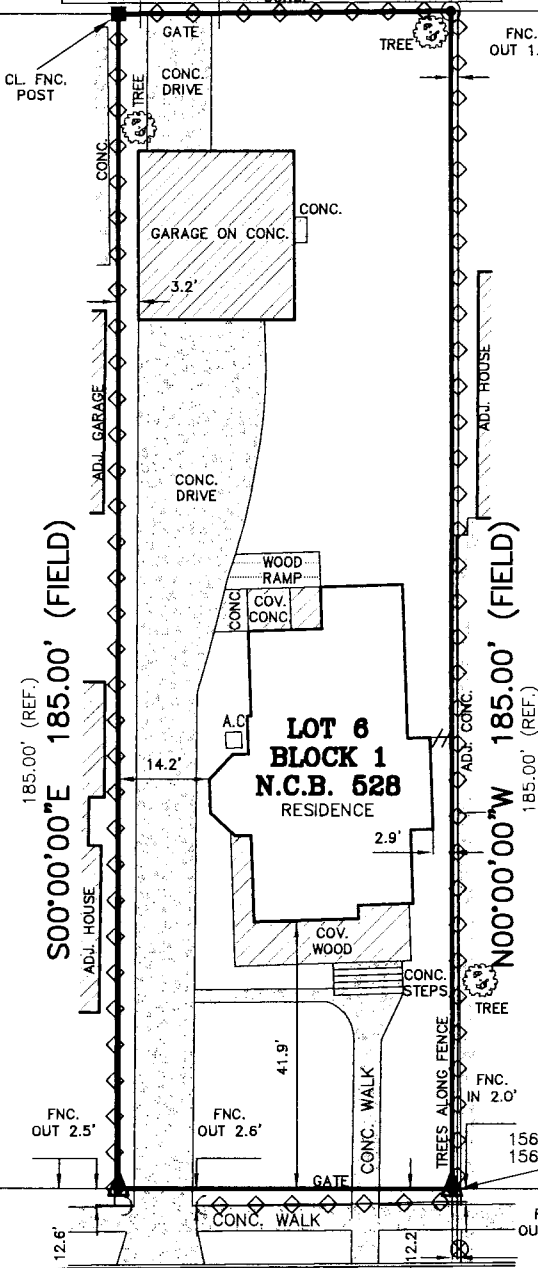 GATE
TREE
FNC.
OUT 1.
CL. FNC.
POST
CONC.
DRIVE
TREE
CONC.
CONC.
GARAGE ON CONC.
3.2'
ADJ. GARAGE
ADJ. HOUSE
CONC.
DRIVE
S00°00'00"E 185.00' (FIELD)
185.00' (REF.)
N00°00'00"W 185.00' (FIELD)
185.00' (REF.)
WOOD
RAMP
CONC.
COV.
CONC.
A.C
LOT 6
BLOCK 1
N.C.B. 528
RESIDENCE
14.2'
ADJ. CONC.
2.9'
ADJ. HOUSE
COV.
WOOD
CONC.
STEPS
TREE
41.9'
CONC. WALK
TREES ALONG FENCE
FNC.
IN 2.0'
FNC.
OUT 2.5'
FNC.
OUT 2.6'
156
156
GATE
CONC. WALK
12.6'
12.2
F
OU